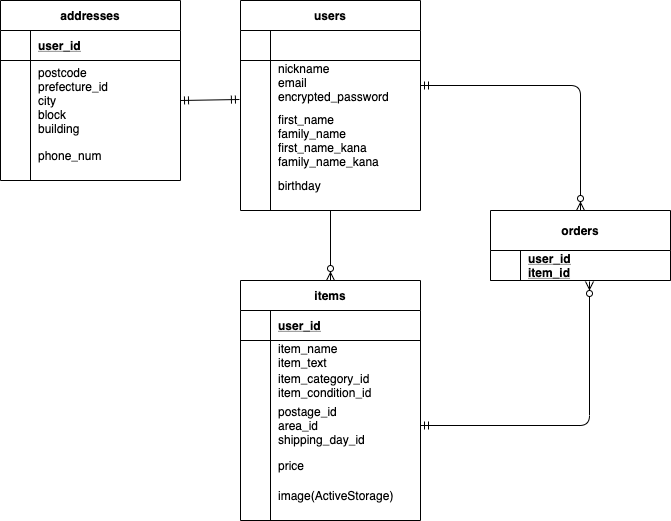 addresses
user_id
postcode
prefecture_id
city
block
building
phone_num
users
nickname
email
encrypted_password
first_name
family_name
first_name_kana
family_name_kana
birthday
orders
user_id
item_id
items
user_id
item_name
item_text
item_category_id
item_condition_id
postage_id
area_id
shipping_day_id
price
image(ActiveStorage)